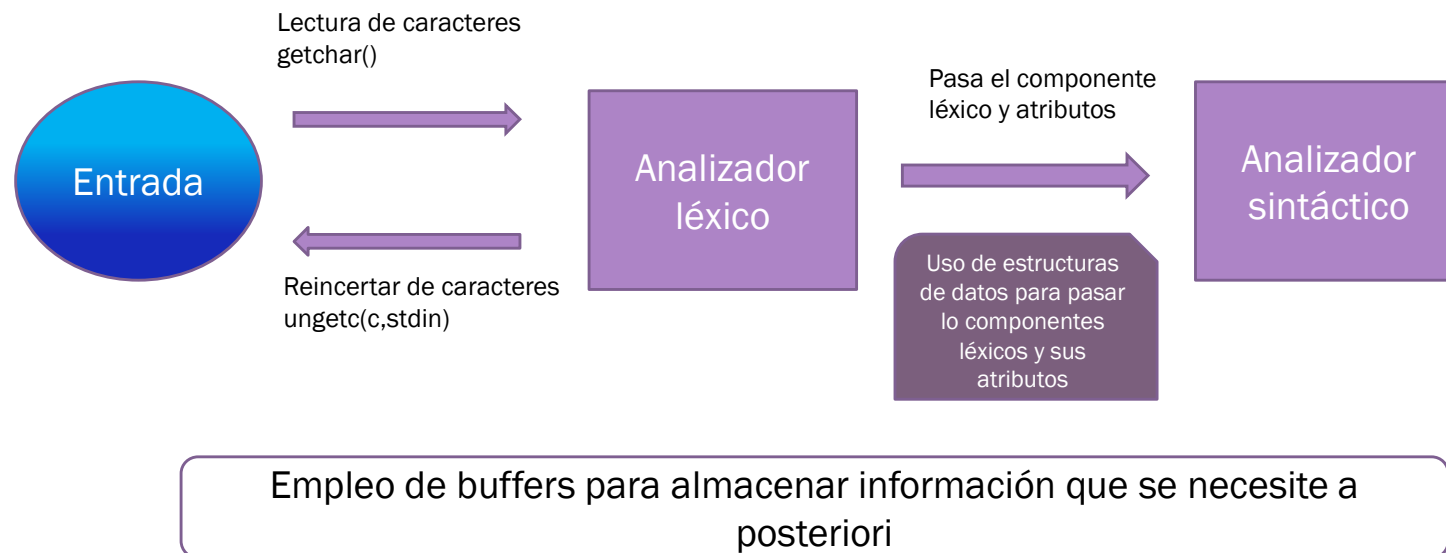 Lectura de caracteres
getchar()
Entrada
Reincertar de caracteres
ungetc(c,stdin)
Analizador
léxico
Pasa el componente
léxico y atributos
Uso de estructuras
de datos para pasar
lo componentes
léxicos y sus
atributos
Analizador
sintáctico
Empleo de buffers para almacenar información que se necesite a
posteriori